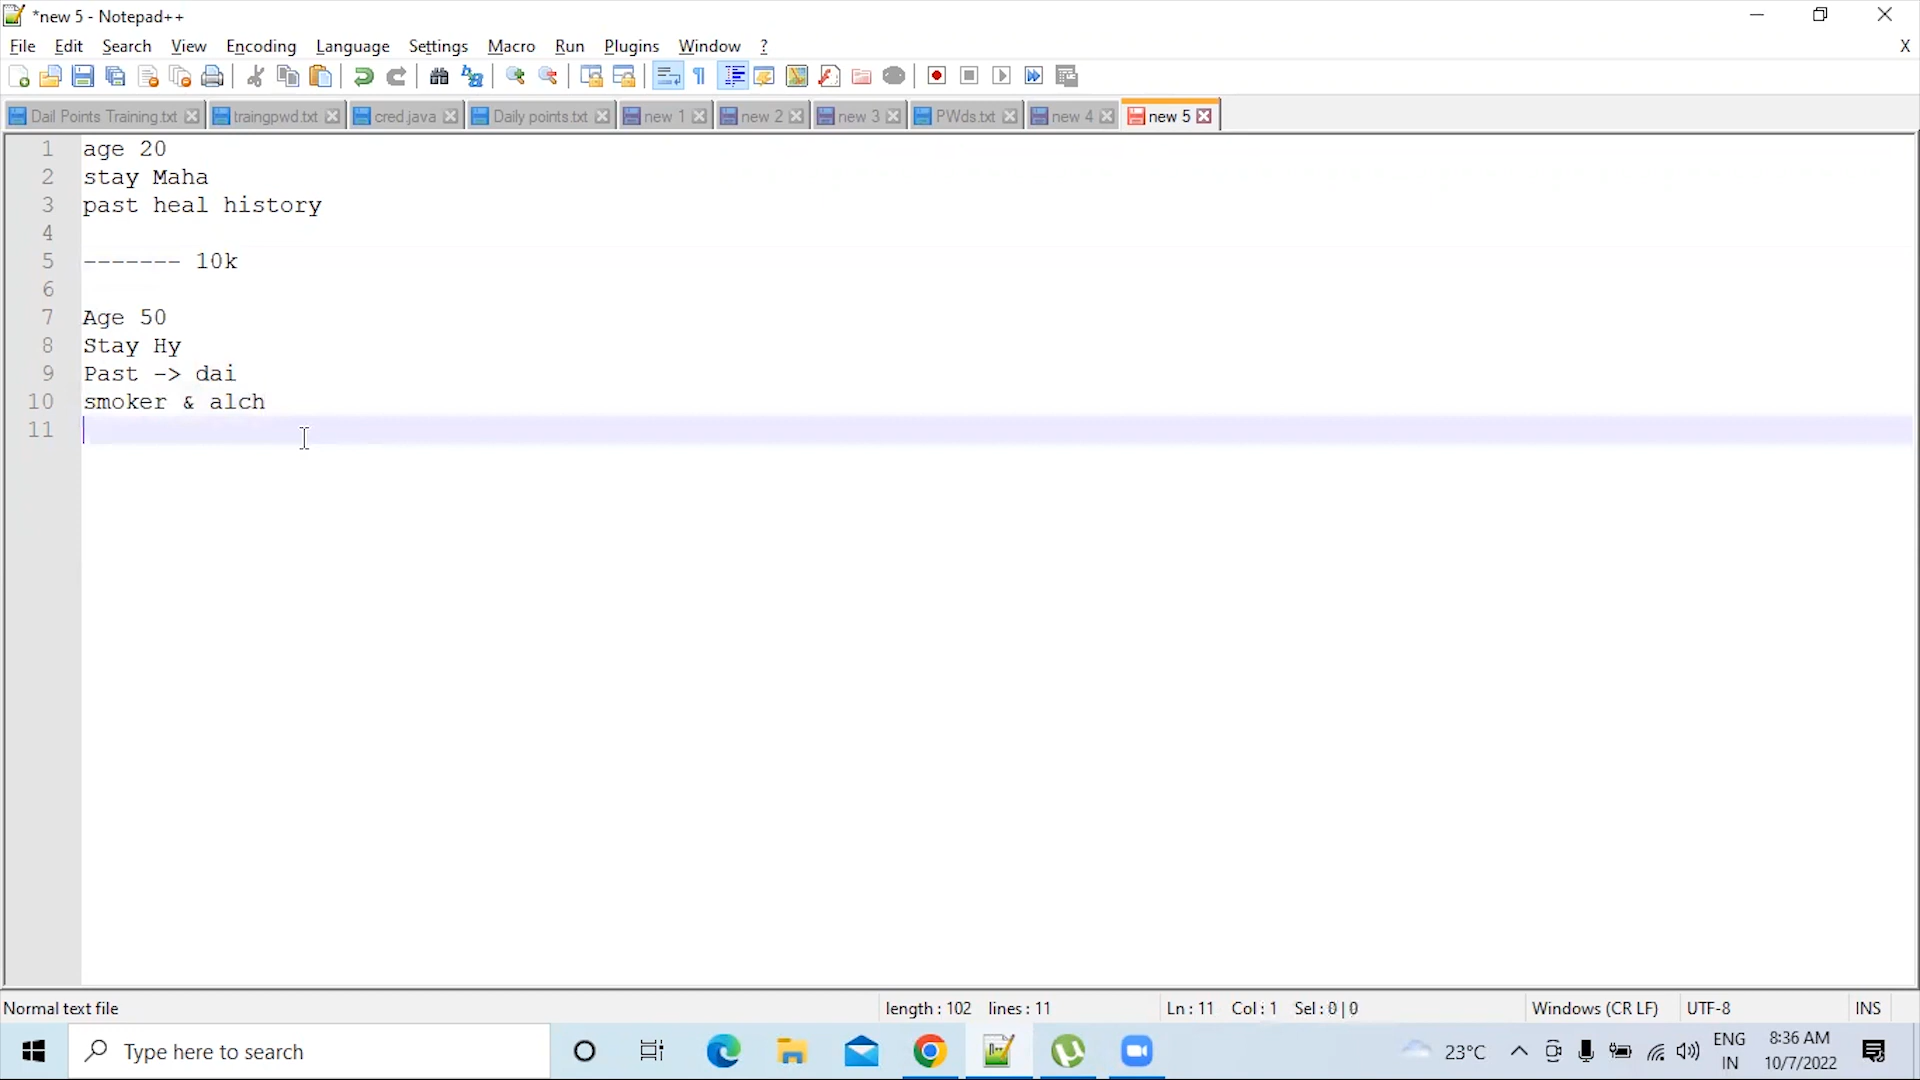 *new 5 - Notepad++
File Edit Search View Encoding Language Settings Macro Run Plugins Window ? X
Dail Points Training.txt traingpwd.txt cred.java Daily points.txt new 1 new 2 new 3 PWds.txt new 4 new 5
1 age 20
2 stay Maha
3 past heal history
4
5 ------- 10k
6
7 Age 50
8 Stay Hy
9 Past -> dai
10 smoker & alch
11
Normal text file length : 102 lines : 11 Ln : 11 Col : 1 Sel : 0 | 0 Windows (CR LF) UTF-8 INS
Type here to search 23°C ENG 8:36 AM
IN 10/7/2022